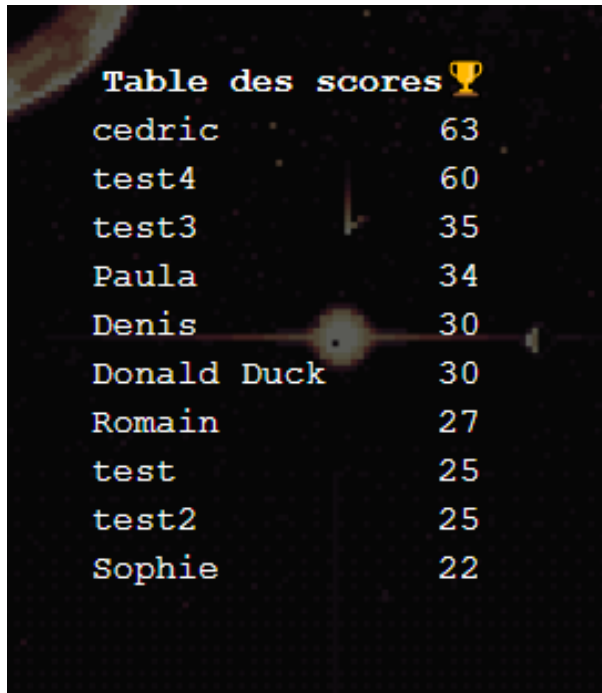 Table des scores🏆
cedric 63
test4 60
test3 35
Paula 34
Denis 30
Donald Duck 30
Romain 27
test 25
test2 25
Sophie 22